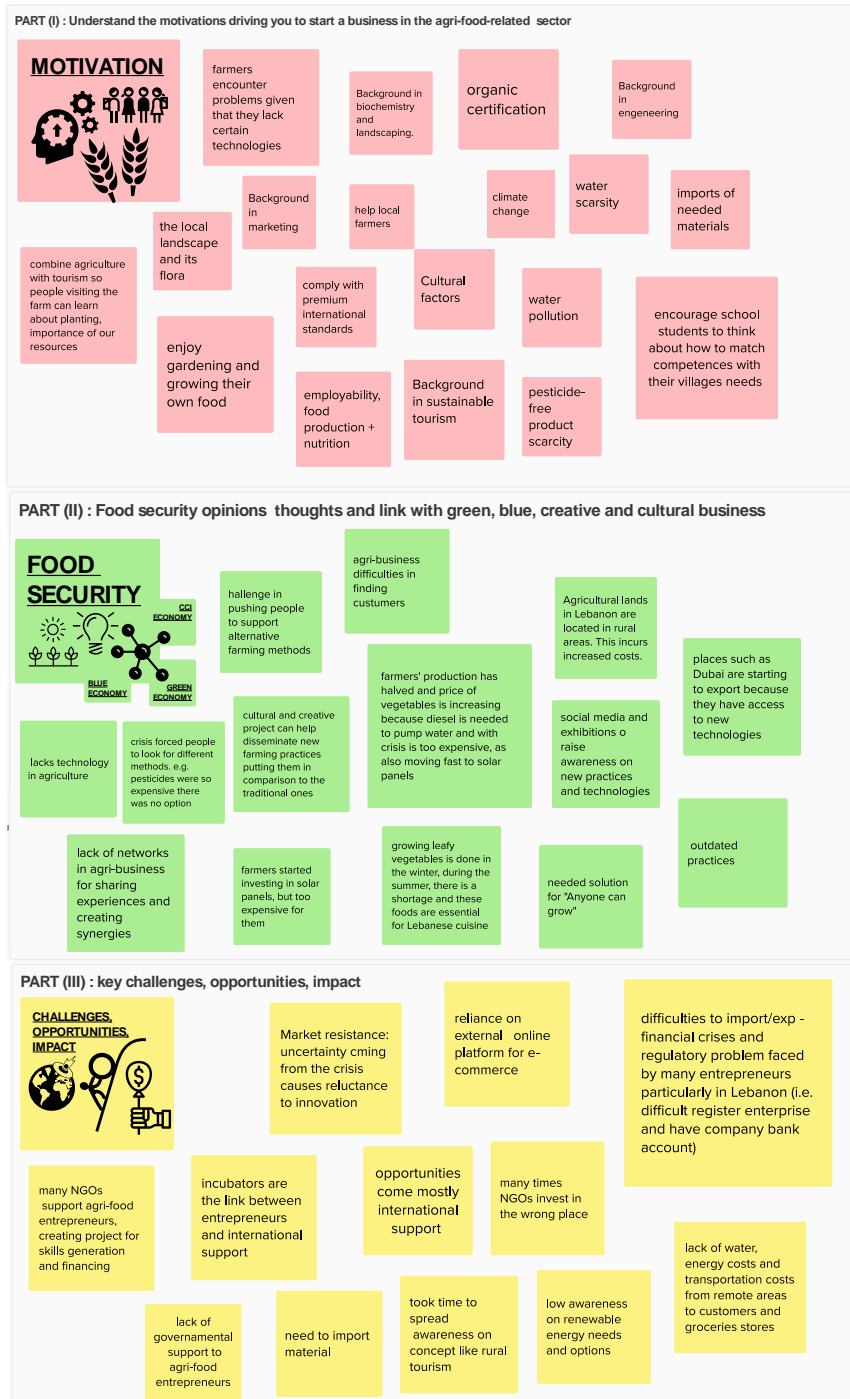 PART (I) : Understand the motivations driving you to start a business in the agri-food-related sector
MOTIVATION
farmers
encounter
problems given
that they lack
certain
technologies
Background in
biochemistry
and
landscaping.
organic
certification
Background
in
engeneering
Background
in
marketing
help local
farmers
climate
change
water
scarsity
imports of
needed
materials
the local
landscape
and its
flora
combine agriculture
with tourism so
people visiting the
farm can learn
about planting,
importance of our
resources
comply with
premium
international
standards
Cultural
factors
water
pollution
encourage school
students to think
about how to match
competences with
their villages needs
enjoy
gardening and
growing their
own food
employability,
food
production +
nutrition
Background
in sustainable
tourism
pesticide-
free
product
scarcity
PART (II) : Food security opinions thoughts and link with green, blue, creative and cultural business
FOOD
SECURITY
CCI
ECONOMY
BLUE
ECONOMY
GREEN
ECONOMY
hallenge in
pushing people
to support
alternative
farming methods
agri-business
difficulties in
finding
custumers
Agricultural lands
in Lebanon are
located in rural
areas. This incurs
increased costs.
places such as
Dubai are starting
to export because
they have access
to new
technologies
farmers' production has
halved and price of
vegetables is increasing
because diesel is needed
to pump water and with
crisis is too expensive, as
also moving fast to solar
panels
lacks technology
in agriculture
crisis forced people
to look for different
methods. e.g.
pesticides were so
expensive there
was no option
cultural and creative
project can help
disseminate new
farming practices
putting them in
comparison to the
traditional ones
social media and
exhibitions o
raise
awareness on
new practices
and technologies
lack of networks
in agri-business
for sharing
experiences and
creating
synergies
farmers started
investing in solar
panels, but too
expensive for
them
growing leafy
vegetables is done in
the winter, during the
summer, there is a
shortage and these
foods are essential
for Lebanese cuisine
needed solution
for "Anyone can
grow"
outdated
practices
PART (III) : key challenges, opportunities, impact
CHALLENGES,
OPPORTUNITIES,
IMPACT
$
Market resistance:
uncertainty cming
from the crisis
causes reluctance
to innovation
reliance on
external online
platform for e-
commerce
difficulties to import/exp -
financial crises and
regulatory problem faced
by many entrepreneurs
particularly in Lebanon (i.e.
difficult register enterprise
and have company bank
account)
many NGOs
support agri-food
entrepreneurs,
creating project for
skills generation
and financing
incubators are
the link between
entrepreneurs
and international
support
opportunities
come mostly
international
support
many times
NGOs invest in
the wrong place
lack of water,
energy costs and
transportation costs
from remote areas
to customers and
groceries stores
lack of
governamental
support to
agri-food
entrepreneurs
need to import
material
took time to
spread
awareness on
concept like rural
tourism
low awareness
on renewable
energy needs
and options